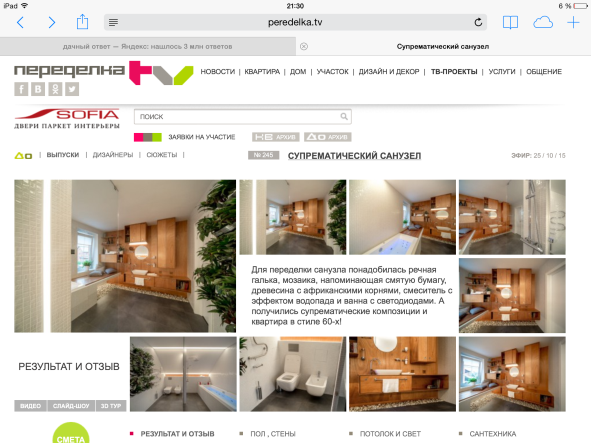 iPad
21:30
6 %
peredelka.tv
дачный ответ — Яндекс: нашлось 3 млн ответов
Супрематический санузел
переделка tv
НОВОСТИ | КВАРТИРА | ДОМ | УЧАСТОК | ДИЗАЙН И ДЕКОР | ТВ-ПРОЕКТЫ | УСЛУГИ | ОБЩЕНИЕ
SOFIA
ДВЕРИ ПАРКЕТ ИНТЕРЬЕРЫ
ПОИСК
ЗАЯВКИ НА УЧАСТИЕ
КВ АРХИВ
ДО АРХИВ
ДО | ВЫПУСКИ | ДИЗАЙНЕРЫ | СЮЖЕТЫ |
№ 245
СУПРЕМАТИЧЕСКИЙ САНУЗЕЛ
ЭФИР: 25 / 10 / 15
Для переделки санузла понадобилась речная
галька, мозаика, напоминающая смятую бумагу,
древесина с африканскими корнями, смеситель с
эффектом водопада и ванна с светодиодами. А
получились супрематические композиции и
квартира в стиле 60-х!
РЕЗУЛЬТАТ И ОТЗЫВ
ВИДЕО | СЛАЙД-ШОУ | 3D ТУР
СМЕТА
РЕЗУЛЬТАТ И ОТЗЫВ
ПОЛ , СТЕНЫ
ПОТОЛОК И СВЕТ
САНТЕХНИКА